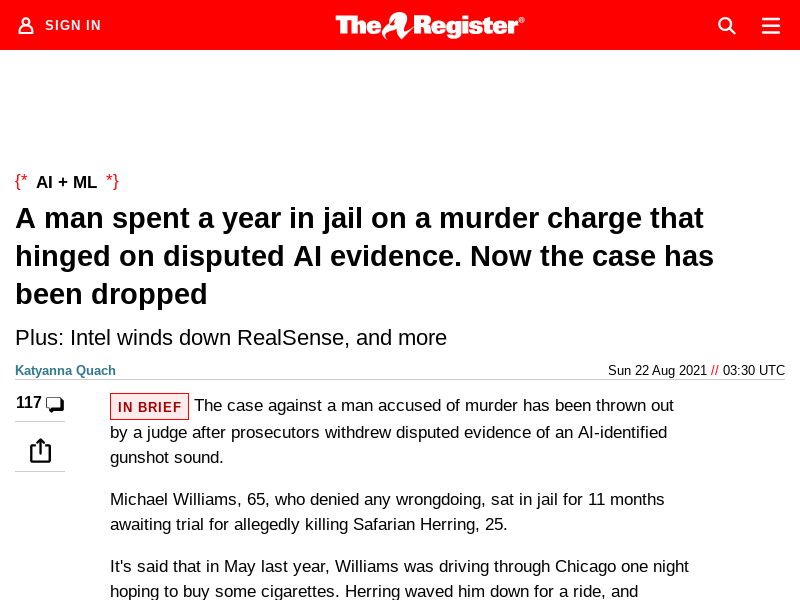 SIGN IN
The Register®
{* AI + ML *}
A man spent a year in jail on a murder charge that
hinged on disputed AI evidence. Now the case has
been dropped
Plus: Intel winds down RealSense, and more
Katyanna Quach
Sun 22 Aug 2021 // 03:30 UTC
117
IN BRIEF The case against a man accused of murder has been thrown out
by a judge after prosecutors withdrew disputed evidence of an AI-identified
gunshot sound.
Michael Williams, 65, who denied any wrongdoing, sat in jail for 11 months
awaiting trial for allegedly killing Safarian Herring, 25.
It's said that in May last year, Williams was driving through Chicago one night
hoping to buy some cigarettes. Herring waved him down for a ride, and